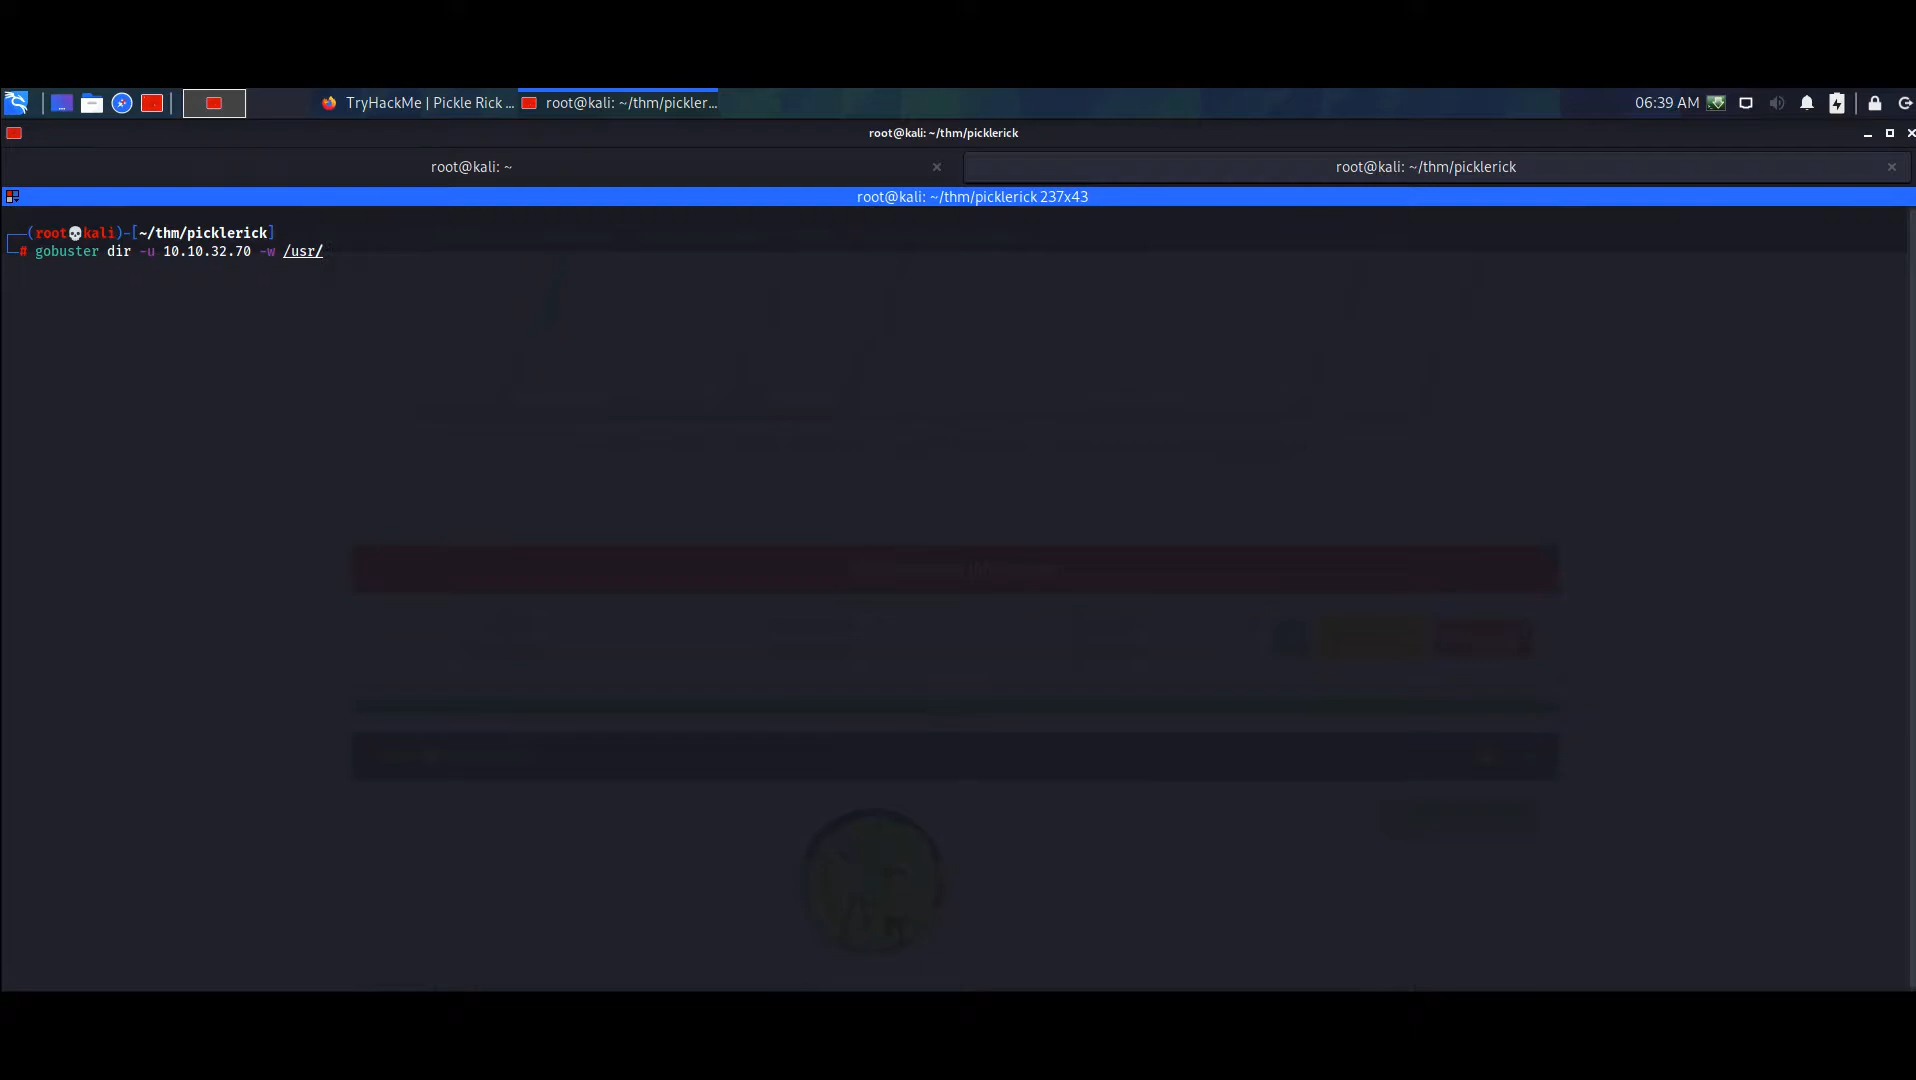 TryHackMe | Pickle Rick ... root@kali: ~/thm/pickler... 06:39 AM
root@kali: ~/thm/picklerick
root@kali: ~ root@kali: ~/thm/picklerick
root@kali: ~/thm/picklerick 237x43
(root💀kali)-[~/thm/picklerick]
# gobuster dir -u 10.10.32.70 -w /usr/